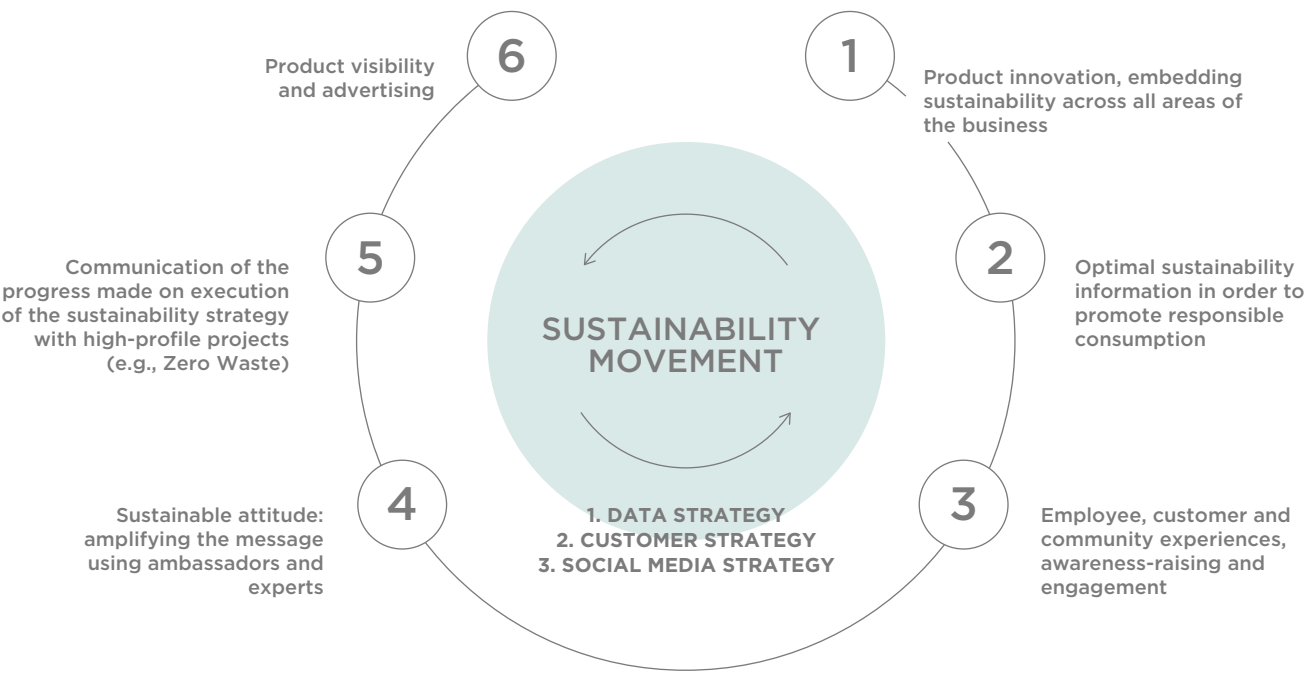 1
Product innovation, embedding
sustainability across all areas of
the business
2
Optimal sustainability
information in order to
promote responsible
consumption
3
Employee, customer and
community experiences,
awareness-raising and
engagement
4
Sustainable attitude:
amplifying the message
using ambassadors and
experts
5
Communication of the
progress made on execution
of the sustainability strategy
with high-profile projects
(e.g., Zero Waste)
6
Product visibility
and advertising
SUSTAINABILITY
MOVEMENT
1. DATA STRATEGY
2. CUSTOMER STRATEGY
3. SOCIAL MEDIA STRATEGY